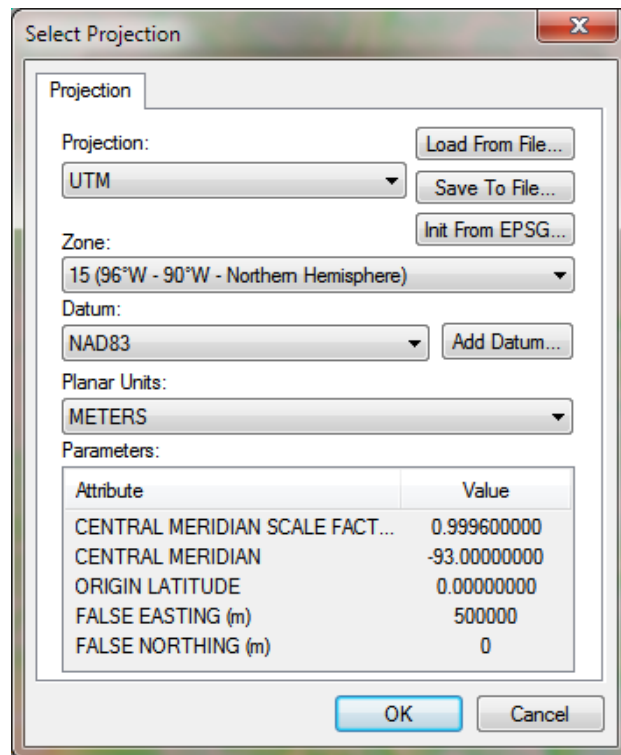 Select Projection
Projection
Projection:
Load From File...
UTM
Save To File...
Init From EPSG...
Zone:
15 (96°W - 90°W - Northern Hemisphere)
Datum:
NAD83
Add Datum...
Planar Units:
METERS
Parameters:
Attribute Value
CENTRAL MERIDIAN SCALE FACT... 0.999600000
CENTRAL MERIDIAN -93.00000000
ORIGIN LATITUDE 0.00000000
FALSE EASTING (m) 500000
FALSE NORTHING (m) 0
OK Cancel